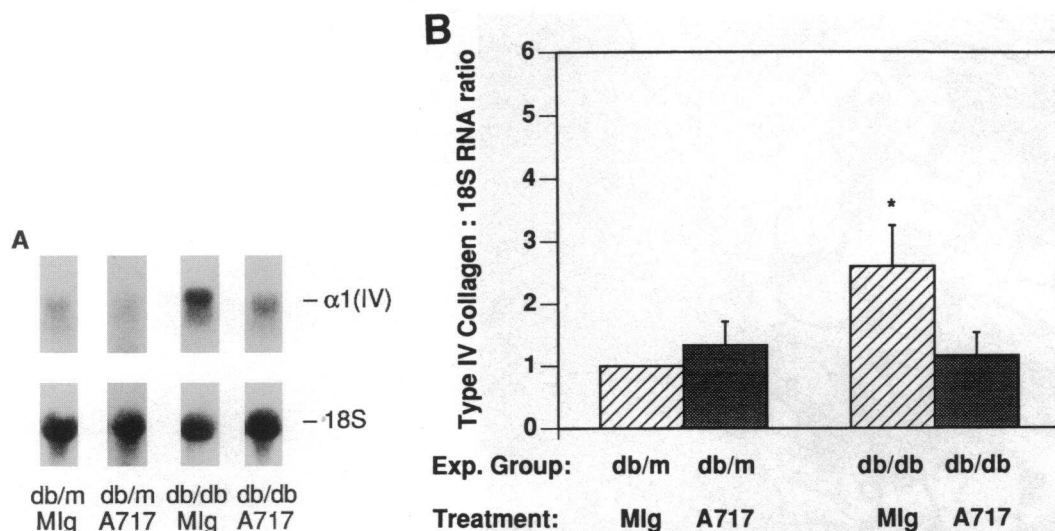 A
– α1(IV)
– 18S
db/m db/m db/db db/db
MIg A717 MIg A717
B
Type IV Collagen : 18S RNA ratio
6
5
4
3
2
1
0
*
Exp. Group: db/m db/m db/db db/db
Treatment: MIg A717 MIg A717